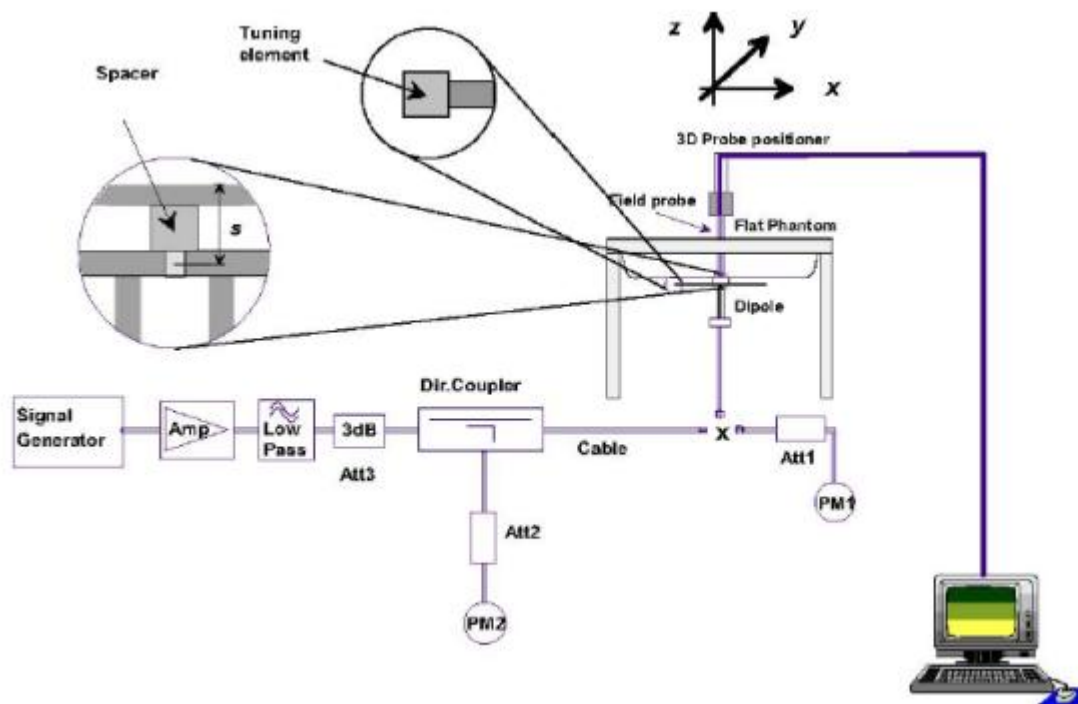 Tuning
element
Spacer
z
y
x
3D Probe positioner
Field probe
Flat Phantom
s
Dipole
Dir.Coupler
Signal
Generator
Amp
Low
Pass
3dB
Att3
Cable
X
Att1
PM1
Att2
PM2